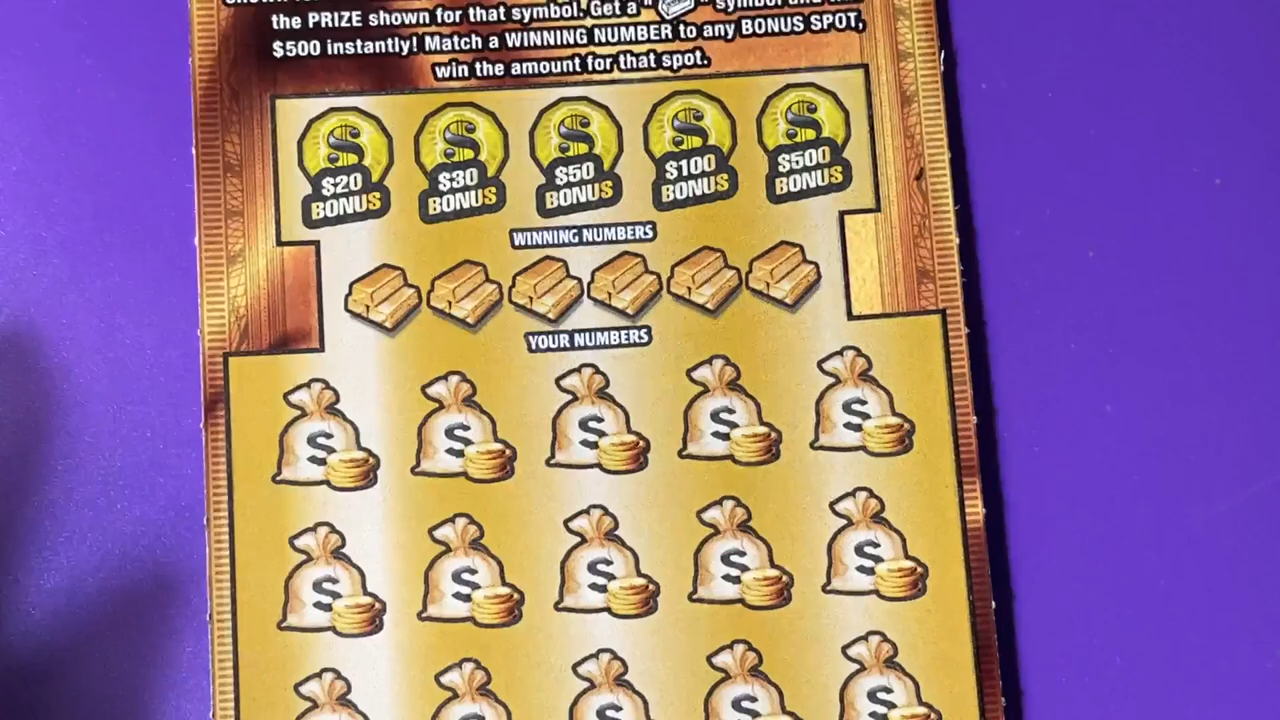 the PRIZE shown for that symbol. Get a " " symbol and
$500 instantly! Match a WINNING NUMBER to any BONUS SPOT,
win the amount for that spot.
$20 BONUS
$30 BONUS
$50 BONUS
$100 BONUS
$500 BONUS
WINNING NUMBERS
YOUR NUMBERS
$ $ $ $ $
$ $ $ $ $
$ $ $ $ $